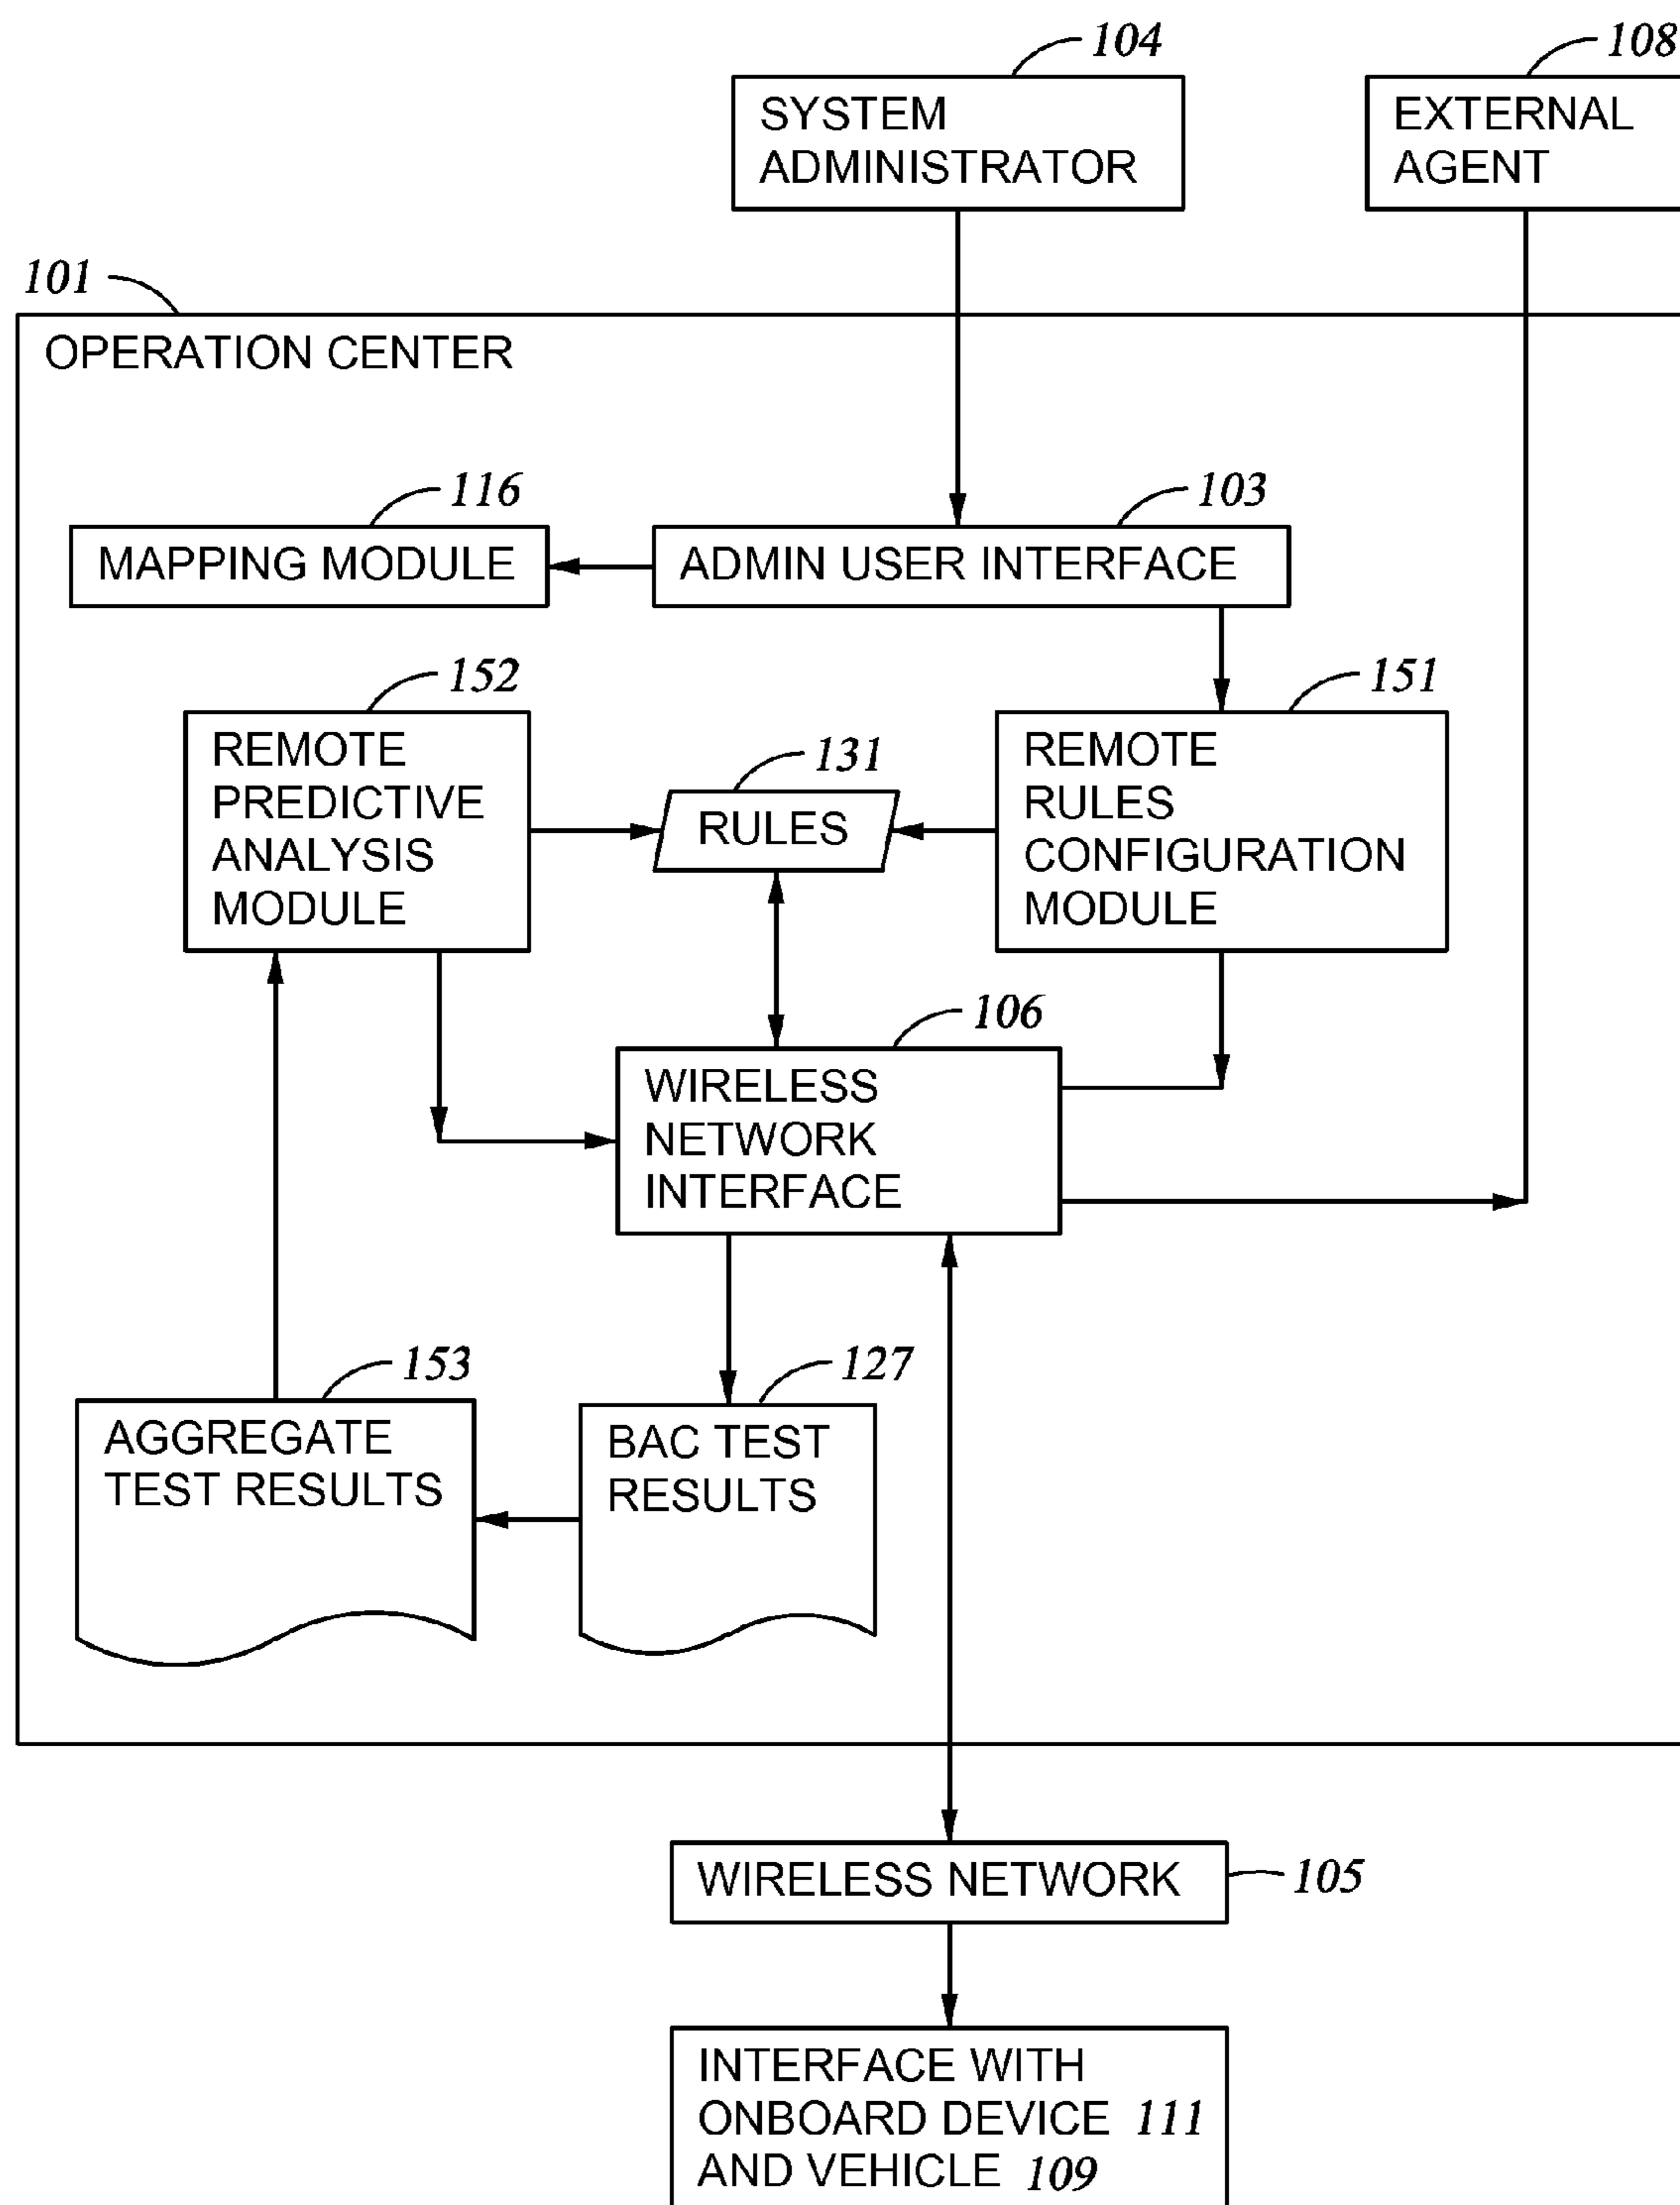 104
108
SYSTEM
ADMINISTRATOR
EXTERNAL
AGENT
101
OPERATION CENTER
116
103
MAPPING MODULE
ADMIN USER INTERFACE
152
151
REMOTE
PREDICTIVE
ANALYSIS
MODULE
131
RULES
REMOTE
RULES
CONFIGURATION
MODULE
106
WIRELESS
NETWORK
INTERFACE
153
127
AGGREGATE
TEST RESULTS
BAC TEST
RESULTS
WIRELESS NETWORK
105
INTERFACE WITH
ONBOARD DEVICE 111
AND VEHICLE 109